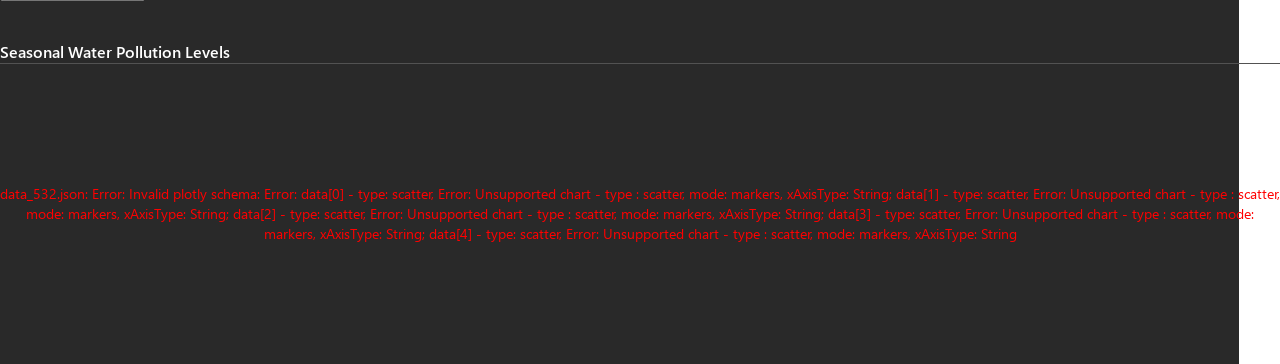 Seasonal Water Pollution Levels
data_532.json: Error: Invalid plotly schema: Error: data[0] - type: scatter, Error: Unsupported chart - type : scatter, mode: markers, xAxisType: String; data[1] - type: scatter, Error: Unsupported chart - type : scatter,
mode: markers, xAxisType: String; data[2] - type: scatter, Error: Unsupported chart - type : scatter, mode: markers, xAxisType: String; data[3] - type: scatter, Error: Unsupported chart - type : scatter, mode:
markers, xAxisType: String; data[4] - type: scatter, Error: Unsupported chart - type : scatter, mode: markers, xAxisType: String